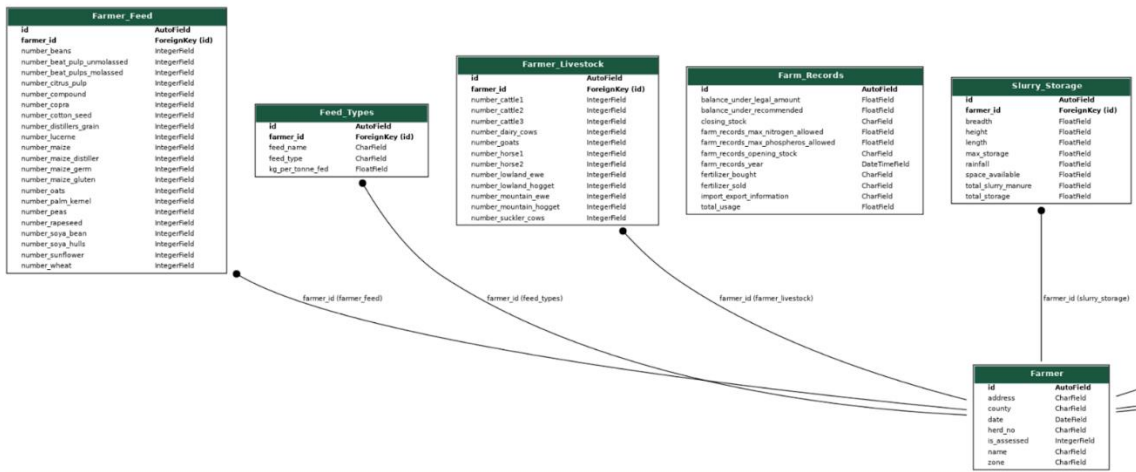 Farmer_Feed
id AutoField
farmer_id ForeignKey (id)
number_beans IntegerField
number_beat_pulp_unmolassed IntegerField
number_beat_pulps_molassed IntegerField
number_citrus_pulp IntegerField
number_compound IntegerField
number_copra IntegerField
number_cotton_seed IntegerField
number_distillers_grain IntegerField
number_lucerne IntegerField
number_maize IntegerField
number_maize_distiller IntegerField
number_maize_germ IntegerField
number_maize_gluten IntegerField
number_oats IntegerField
number_palm_kernel IntegerField
number_peas IntegerField
number_rapeseed IntegerField
number_soya_bean IntegerField
number_soya_hulls IntegerField
number_sunflower IntegerField
number_wheat IntegerField
Feed_Types
id AutoField
farmer_id ForeignKey (id)
feed_name CharField
feed_type CharField
kg_per_tonne_fed FloatField
Farmer_Livestock
id AutoField
farmer_id ForeignKey (id)
number_cattle1 IntegerField
number_cattle2 IntegerField
number_cattle3 IntegerField
number_dairy_cows IntegerField
number_goats IntegerField
number_horse1 IntegerField
number_horse2 IntegerField
number_lowland_ewe IntegerField
number_lowland_hogget IntegerField
number_mountain_ewe IntegerField
number_mountain_hogget IntegerField
number_suckler_cows IntegerField
Farm_Records
id AutoField
balance_under_legal_amount FloatField
balance_under_recommended FloatField
closing_stock CharField
farm_records_max_nitrogen_allowed FloatField
farm_records_max_phospheros_allowed FloatField
farm_records_opening_stock CharField
farm_records_year DateTimeField
fertilizer_bought CharField
fertilizer_sold CharField
import_export_information CharField
total_usage FloatField
Slurry_Storage
id AutoField
farmer_id ForeignKey (id)
breadth FloatField
height FloatField
length FloatField
max_storage FloatField
rainfall FloatField
space_available FloatField
total_slurry_manure FloatField
total_storage FloatField
farmer_id (farmer_feed)
farmer_id (feed_types)
farmer_id (farmer_livestock)
farmer_id (slurry_storage)
Farmer
id AutoField
address CharField
county CharField
date DateField
herd_no CharField
is_assessed IntegerField
name CharField
zone CharField